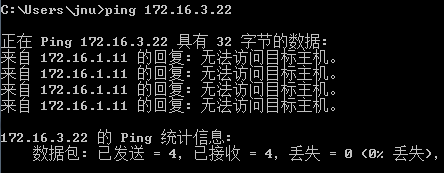 C:\Users\jnu>ping 172.16.3.22
正在 Ping 172.16.3.22 具有 32 字节的数据:
来自 172.16.1.11 的回复: 无法访问目标主机。
来自 172.16.1.11 的回复: 无法访问目标主机。
来自 172.16.1.11 的回复: 无法访问目标主机。
来自 172.16.1.11 的回复: 无法访问目标主机。
172.16.3.22 的 Ping 统计信息:
数据包: 已发送 = 4, 已接收 = 4, 丢失 = 0 (0% 丢失),